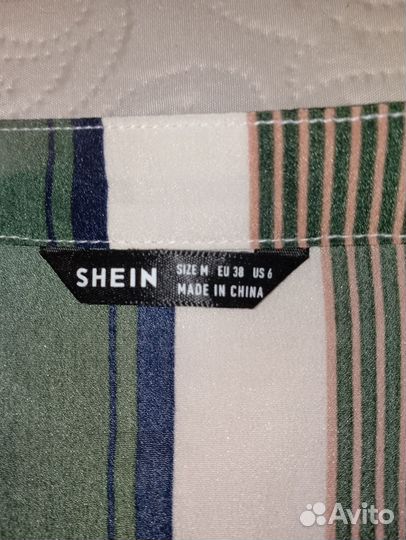 SHEIN
SIZE M EU 38 US 6
MADE IN CHINA
Avito